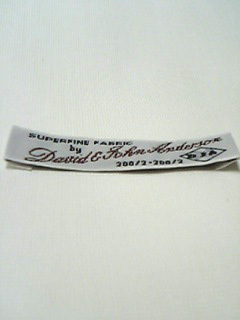 SUPERFINE FABRIC
by
David & John Anderson
200/2-200/2
DJA